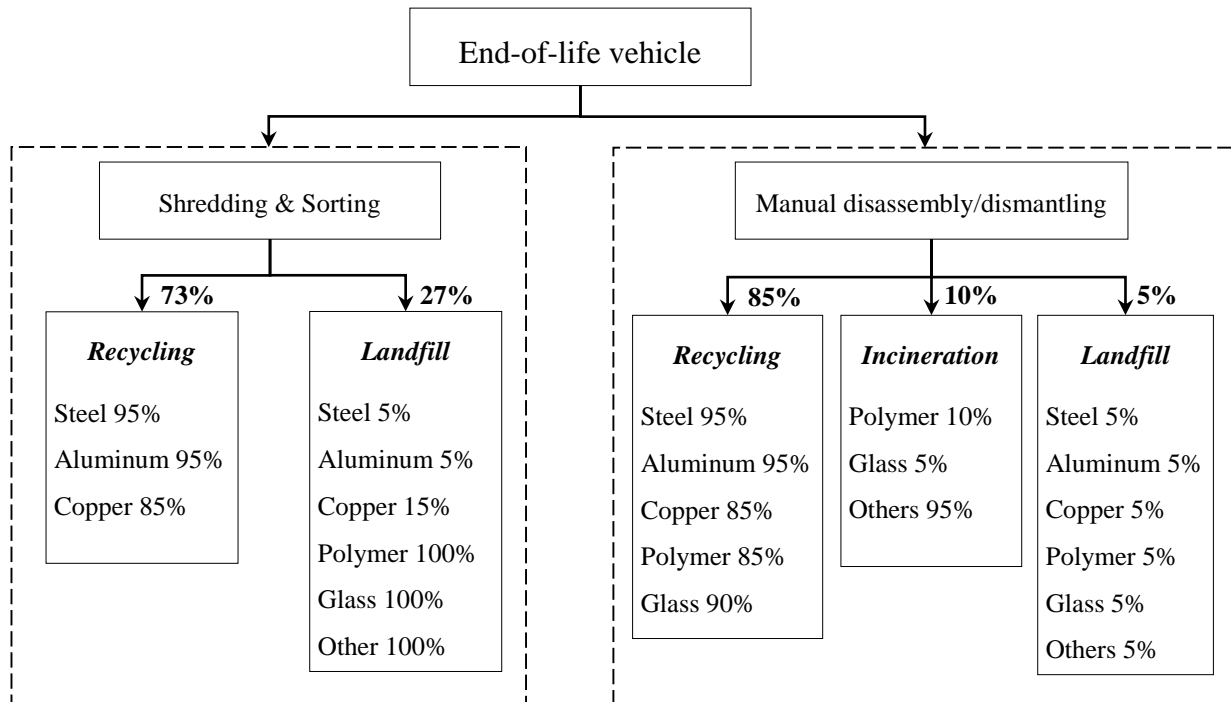 End-of-life vehicle
Shredding & Sorting
73%
27%
Recycling
Steel 95%
Aluminum 95%
Copper 85%
Landfill
Steel 5%
Aluminum 5%
Copper 15%
Polymer 100%
Glass 100%
Other 100%
Manual disassembly/dismantling
85%
10%
5%
Recycling
Steel 95%
Aluminum 95%
Copper 85%
Polymer 85%
Glass 90%
Incineration
Polymer 10%
Glass 5%
Others 95%
Landfill
Steel 5%
Aluminum 5%
Copper 5%
Polymer 5%
Glass 5%
Others 5%